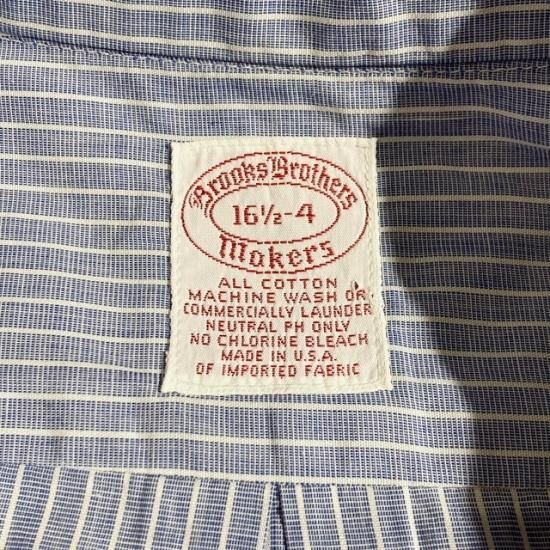 Brooks Brothers
16½-4
Makers
ALL COTTON
MACHINE WASH OR
COMMERCIALLY LAUNDER
NEUTRAL PH ONLY
NO CHLORINE BLEACH
MADE IN U.S.A.
OF IMPORTED FABRIC